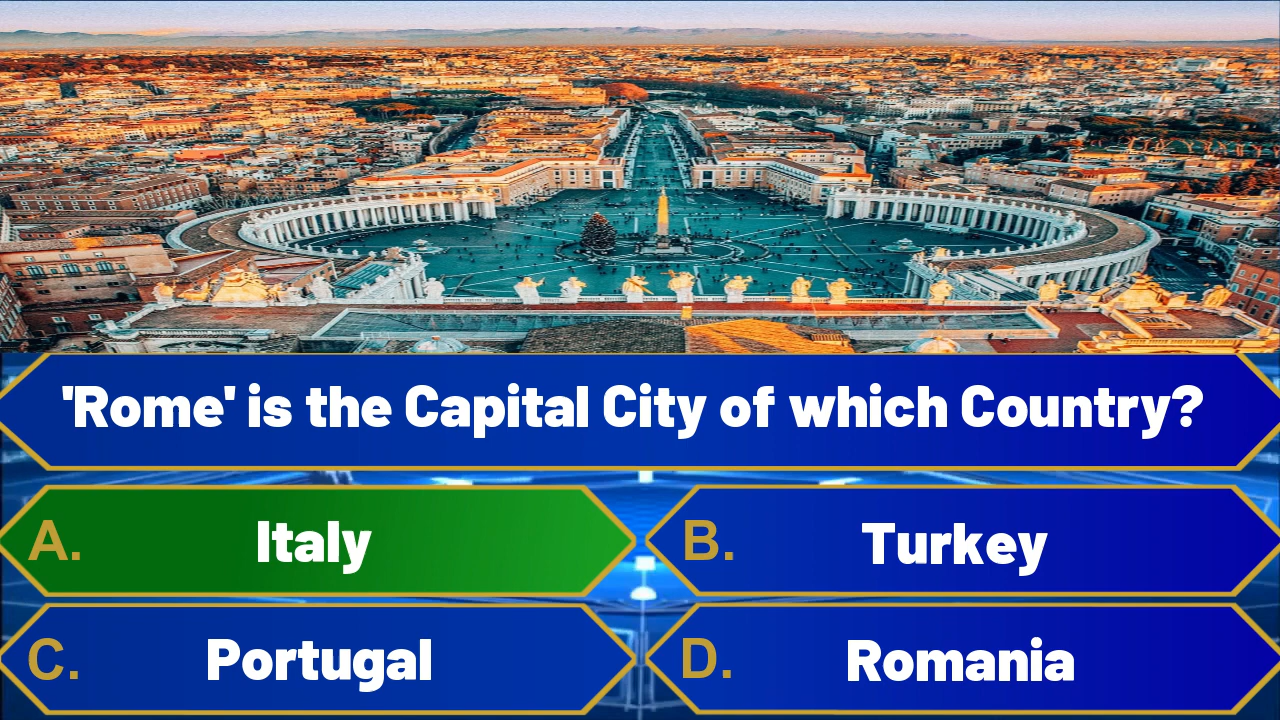 'Rome' is the Capital City of which Country?
A. Italy
B. Turkey
C. Portugal
D. Romania